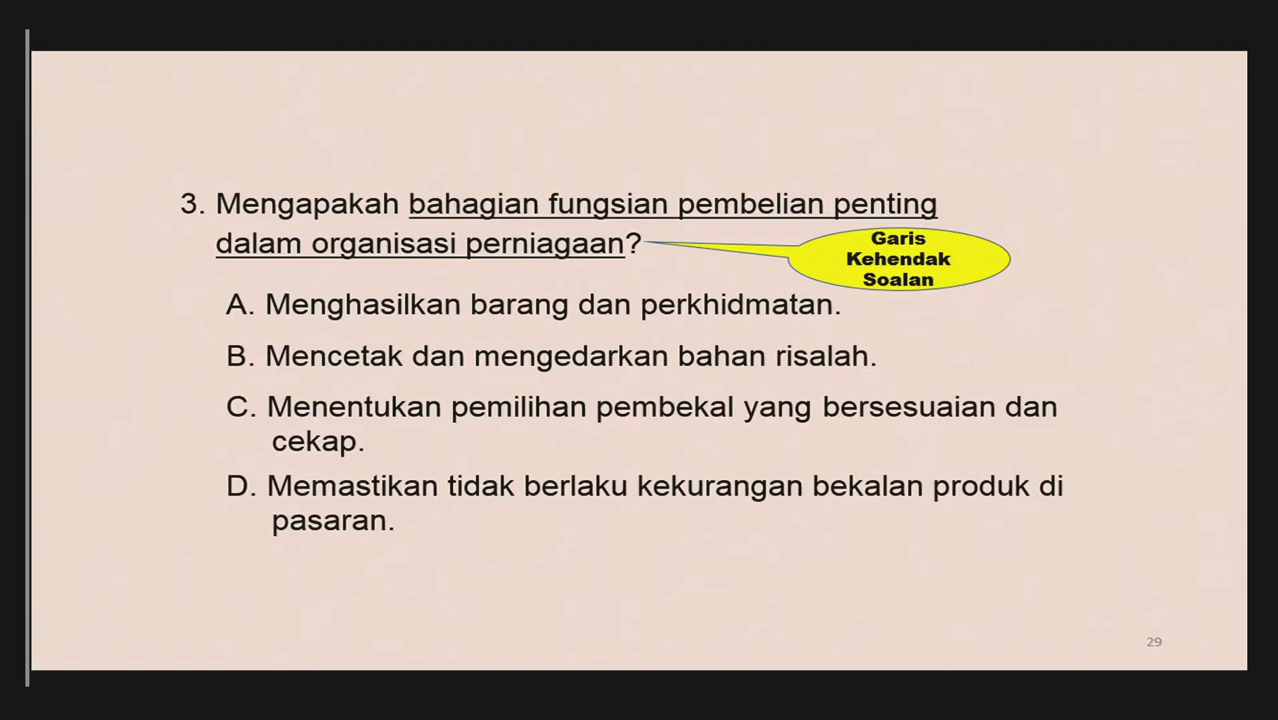 3. Mengapakah bahagian fungsian pembelian penting
dalam organisasi perniagaan?
Garis
Kehendak
Soalan
A. Menghasilkan barang dan perkhidmatan.
B. Mencetak dan mengedarkan bahan risalah.
C. Menentukan pemilihan pembekal yang bersesuaian dan
cekap.
D. Memastikan tidak berlaku kekurangan bekalan produk di
pasaran.
29